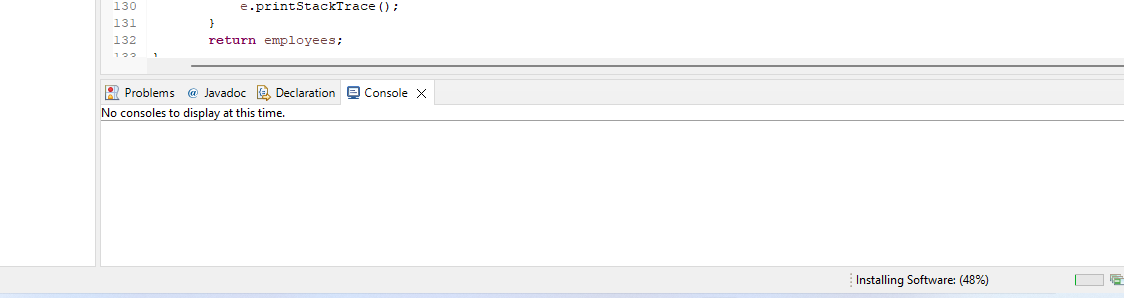 130 e.printStackTrace();
131 }
132 return employees;
133 }
Problems @ Javadoc Declaration Console
No consoles to display at this time.
Installing Software: (48%)